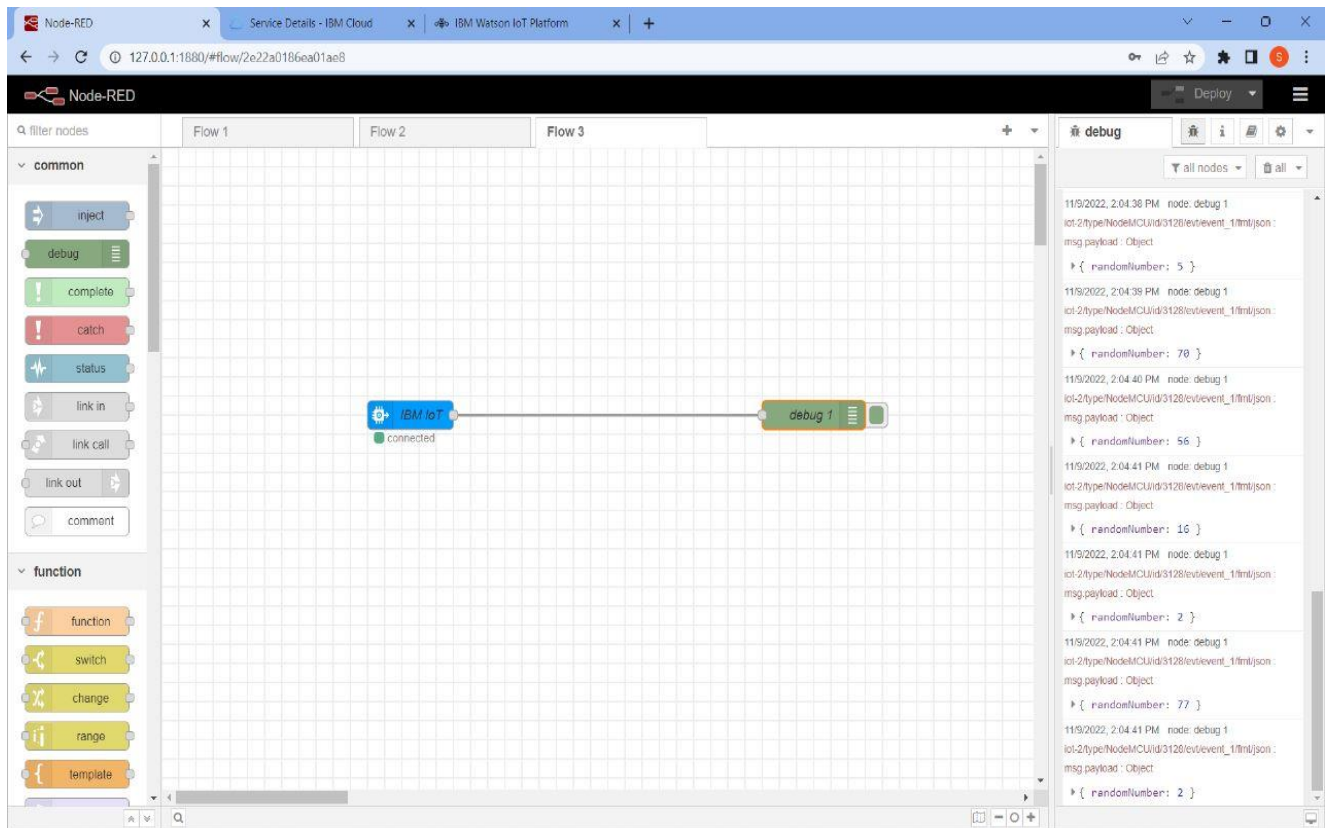 Node-RED
Service Details - IBM Cloud
IBM Watson IoT Platform
127.0.0.1:1880/#flow/2e22a0186ea01ae8
S
Node-RED
Deploy
filter nodes
Flow 1
Flow 2
Flow 3
debug
i
common
all nodes
all
inject
debug
complete
catch
status
link in
link call
link out
comment
function
function
switch
change
range
template
IBM IoT
connected
debug 1
11/9/2022, 2:04:38 PM node: debug 1
iot-2/type/NodeMCU/id/3128/evt/event_1/fmt/json :
msg.payload : Object
{ randomNumber: 5 }
11/9/2022, 2:04:39 PM node: debug 1
iot-2/type/NodeMCU/id/3128/evt/event_1/fmt/json :
msg.payload : Object
{ randomNumber: 70 }
11/9/2022, 2:04:40 PM node: debug 1
iot-2/type/NodeMCU/id/3128/evt/event_1/fmt/json :
msg.payload : Object
{ randomNumber: 56 }
11/9/2022, 2:04:41 PM node: debug 1
iot-2/type/NodeMCU/id/3128/evt/event_1/fmt/json :
msg.payload : Object
{ randomNumber: 16 }
11/9/2022, 2:04:41 PM node: debug 1
iot-2/type/NodeMCU/id/3128/evt/event_1/fmt/json :
msg.payload : Object
{ randomNumber: 2 }
11/9/2022, 2:04:41 PM node: debug 1
iot-2/type/NodeMCU/id/3128/evt/event_1/fmt/json :
msg.payload : Object
{ randomNumber: 77 }
11/9/2022, 2:04:41 PM node: debug 1
iot-2/type/NodeMCU/id/3128/evt/event_1/fmt/json :
msg.payload : Object
{ randomNumber: 2 }